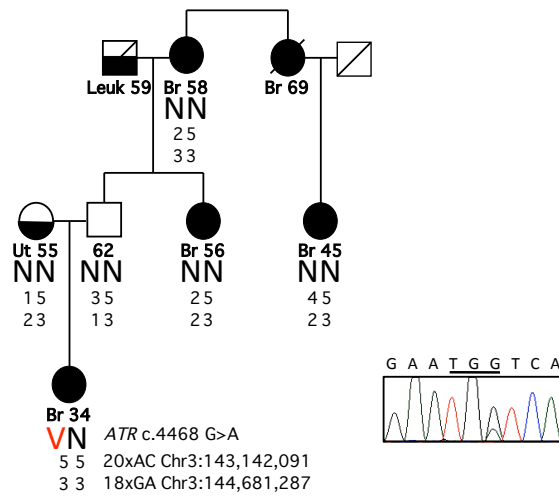 Leuk 59 Br 58 Br 69
NN
2 5
3 3
Ut 55 62 Br 56 Br 45
NN NN NN NN
1 5 3 5 2 5 4 5
2 3 1 3 2 3 2 3
G A A T G G T C A
Br 34
VN ATR c.4468 G>A
5 5 20xAC Chr3:143,142,091
3 3 18xGA Chr3:144,681,287